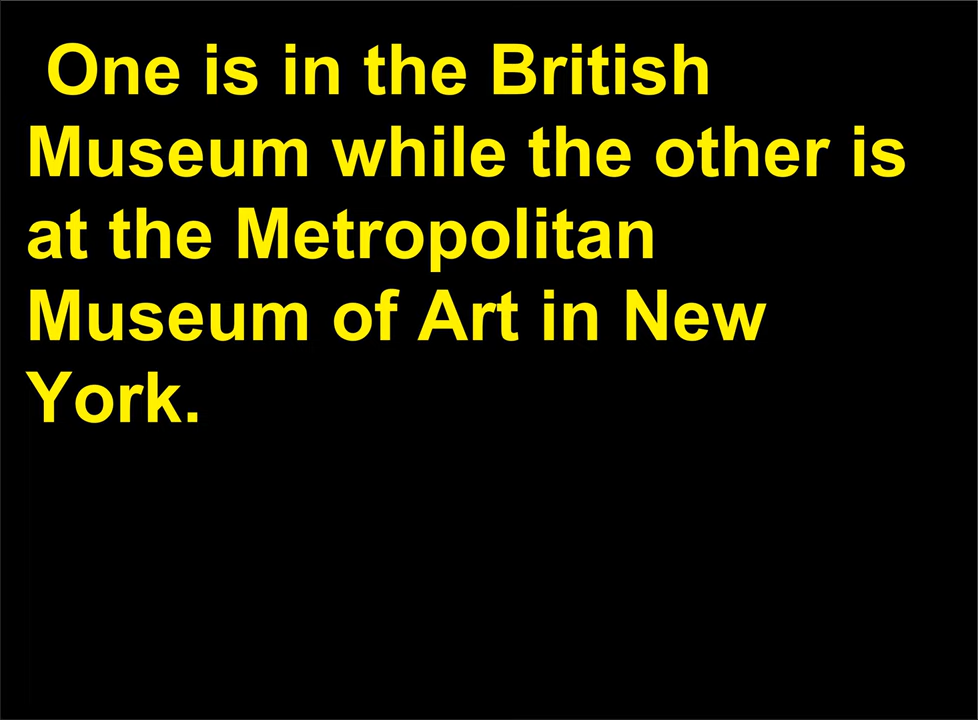 One is in the British
Museum while the other is
at the Metropolitan
Museum of Art in New
York.